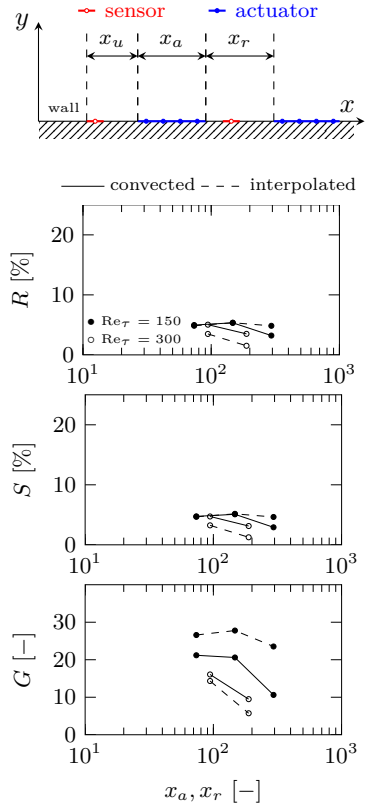 y sensor actuator
x_u x_a x_r
wall x
convected interpolated
20
R [%]
10
Re_τ = 150
Re_τ = 300
0
10^1 10^2 10^3
20
S [%]
10
0
10^1 10^2 10^3
30
G [−]
20
10
0
10^1 10^2 10^3
x_a, x_r [−]